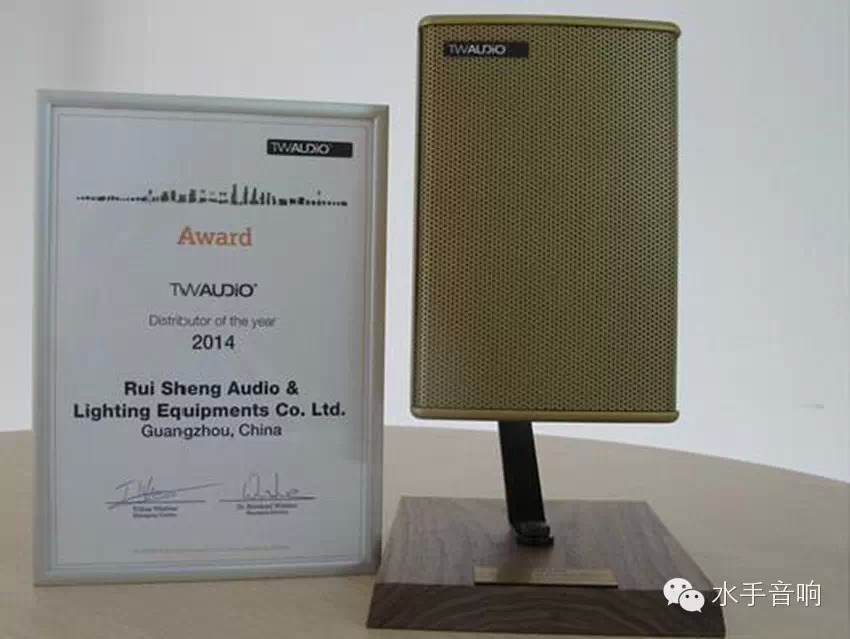 TWAUDiO
Award
TWAUDiO
Distributor of the year
2014
Rui Sheng Audio &
Lighting Equipments Co. Ltd.
Guangzhou, China
TWAUDiO
水手音响